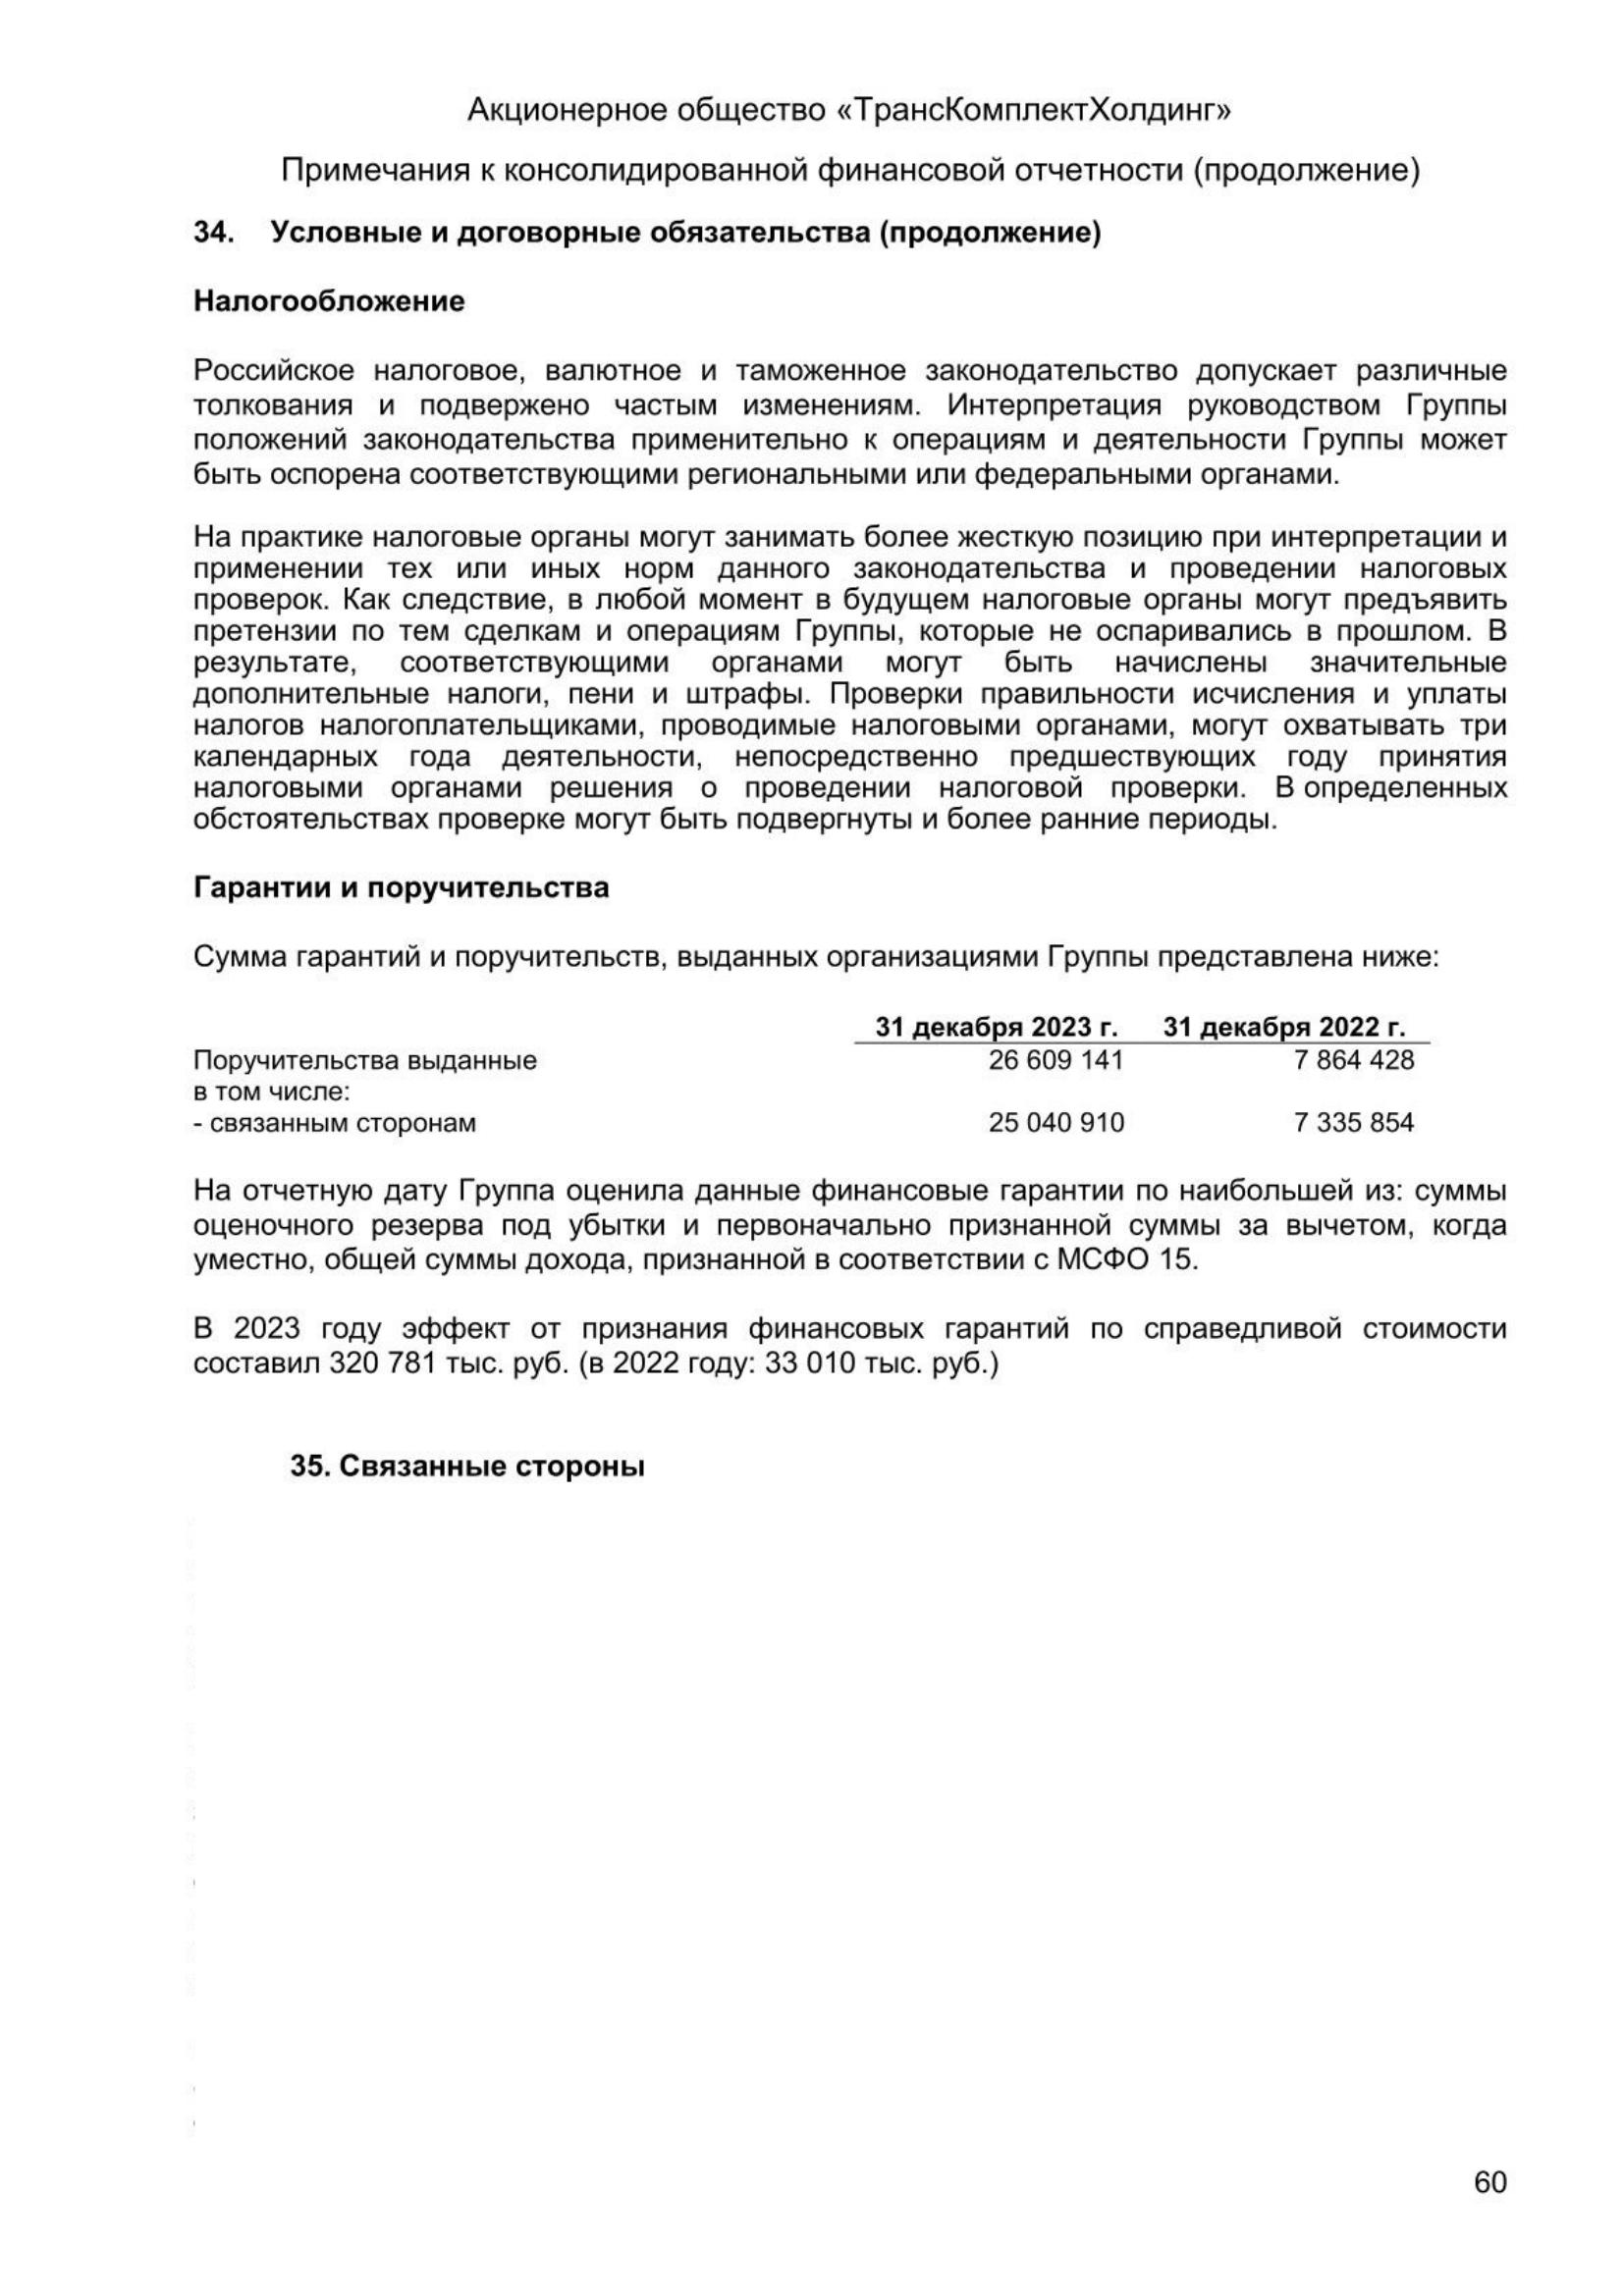 Акционерное общество «ТрансКомплектХолдинг»
Примечания к консолидированной финансовой отчетности (продолжение)
34. Условные и договорные обязательства (продолжение)
Налогообложение
Российское налоговое, валютное и таможенное законодательство допускает различные
толкования и подвержено частым изменениям. Интерпретация руководством Группы
положений законодательства применительно к операциям и деятельности Группы может
быть оспорена соответствующими региональными или федеральными органами.
На практике налоговые органы могут занимать более жесткую позицию при интерпретации и
применении тех или иных норм данного законодательства и проведении налоговых
проверок. Как следствие, в любой момент в будущем налоговые органы могут предъявить
претензии по тем сделкам и операциям Группы, которые не оспаривались в прошлом. В
результате, соответствующими органами могут быть начислены значительные
дополнительные налоги, пени и штрафы. Проверки правильности исчисления и уплаты
налогов налогоплательщиками, проводимые налоговыми органами, могут охватывать три
календарных года деятельности, непосредственно предшествующих году принятия
налоговыми органами решения о проведении налоговой проверки. В определенных
обстоятельствах проверке могут быть подвергнуты и более ранние периоды.
Гарантии и поручительства
Сумма гарантий и поручительств, выданных организациями Группы представлена ниже:
31 декабря 2023 г. 31 декабря 2022 г.
Поручительства выданные 26 609 141 7 864 428
в том числе:
- связанным сторонам 25 040 910 7 335 854
На отчетную дату Группа оценила данные финансовые гарантии по наибольшей из: суммы
оценочного резерва под убытки и первоначально признанной суммы за вычетом, когда
уместно, общей суммы дохода, признанной в соответствии с МСФО 15.
В 2023 году эффект от признания финансовых гарантий по справедливой стоимости
составил 320 781 тыс. руб. (в 2022 году: 33 010 тыс. руб.)
35. Связанные стороны
60